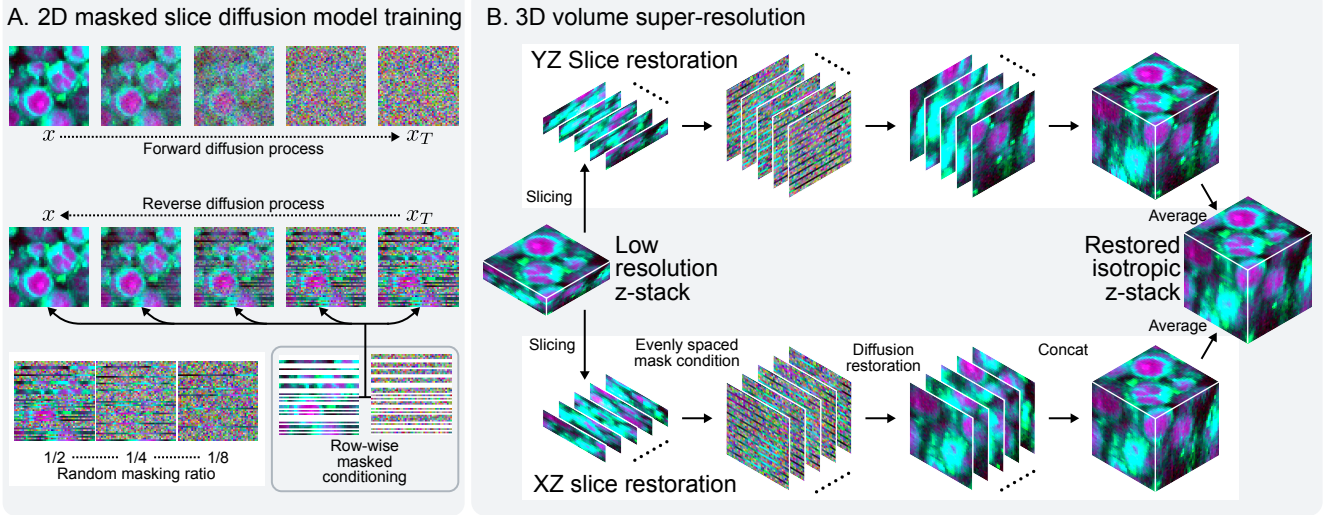 A. 2D masked slice diffusion model training
x
x_T
Forward diffusion process
Reverse diffusion process
x
x_T
1/2
1/4
1/8
Random masking ratio
Row-wise
masked
conditioning
B. 3D volume super-resolution
YZ Slice restoration
Slicing
Low
resolution
z-stack
Slicing
Evenly spaced
mask condition
Diffusion
restoration
Concat
XZ slice restoration
Average
Restored
isotropic
z-stack
Average